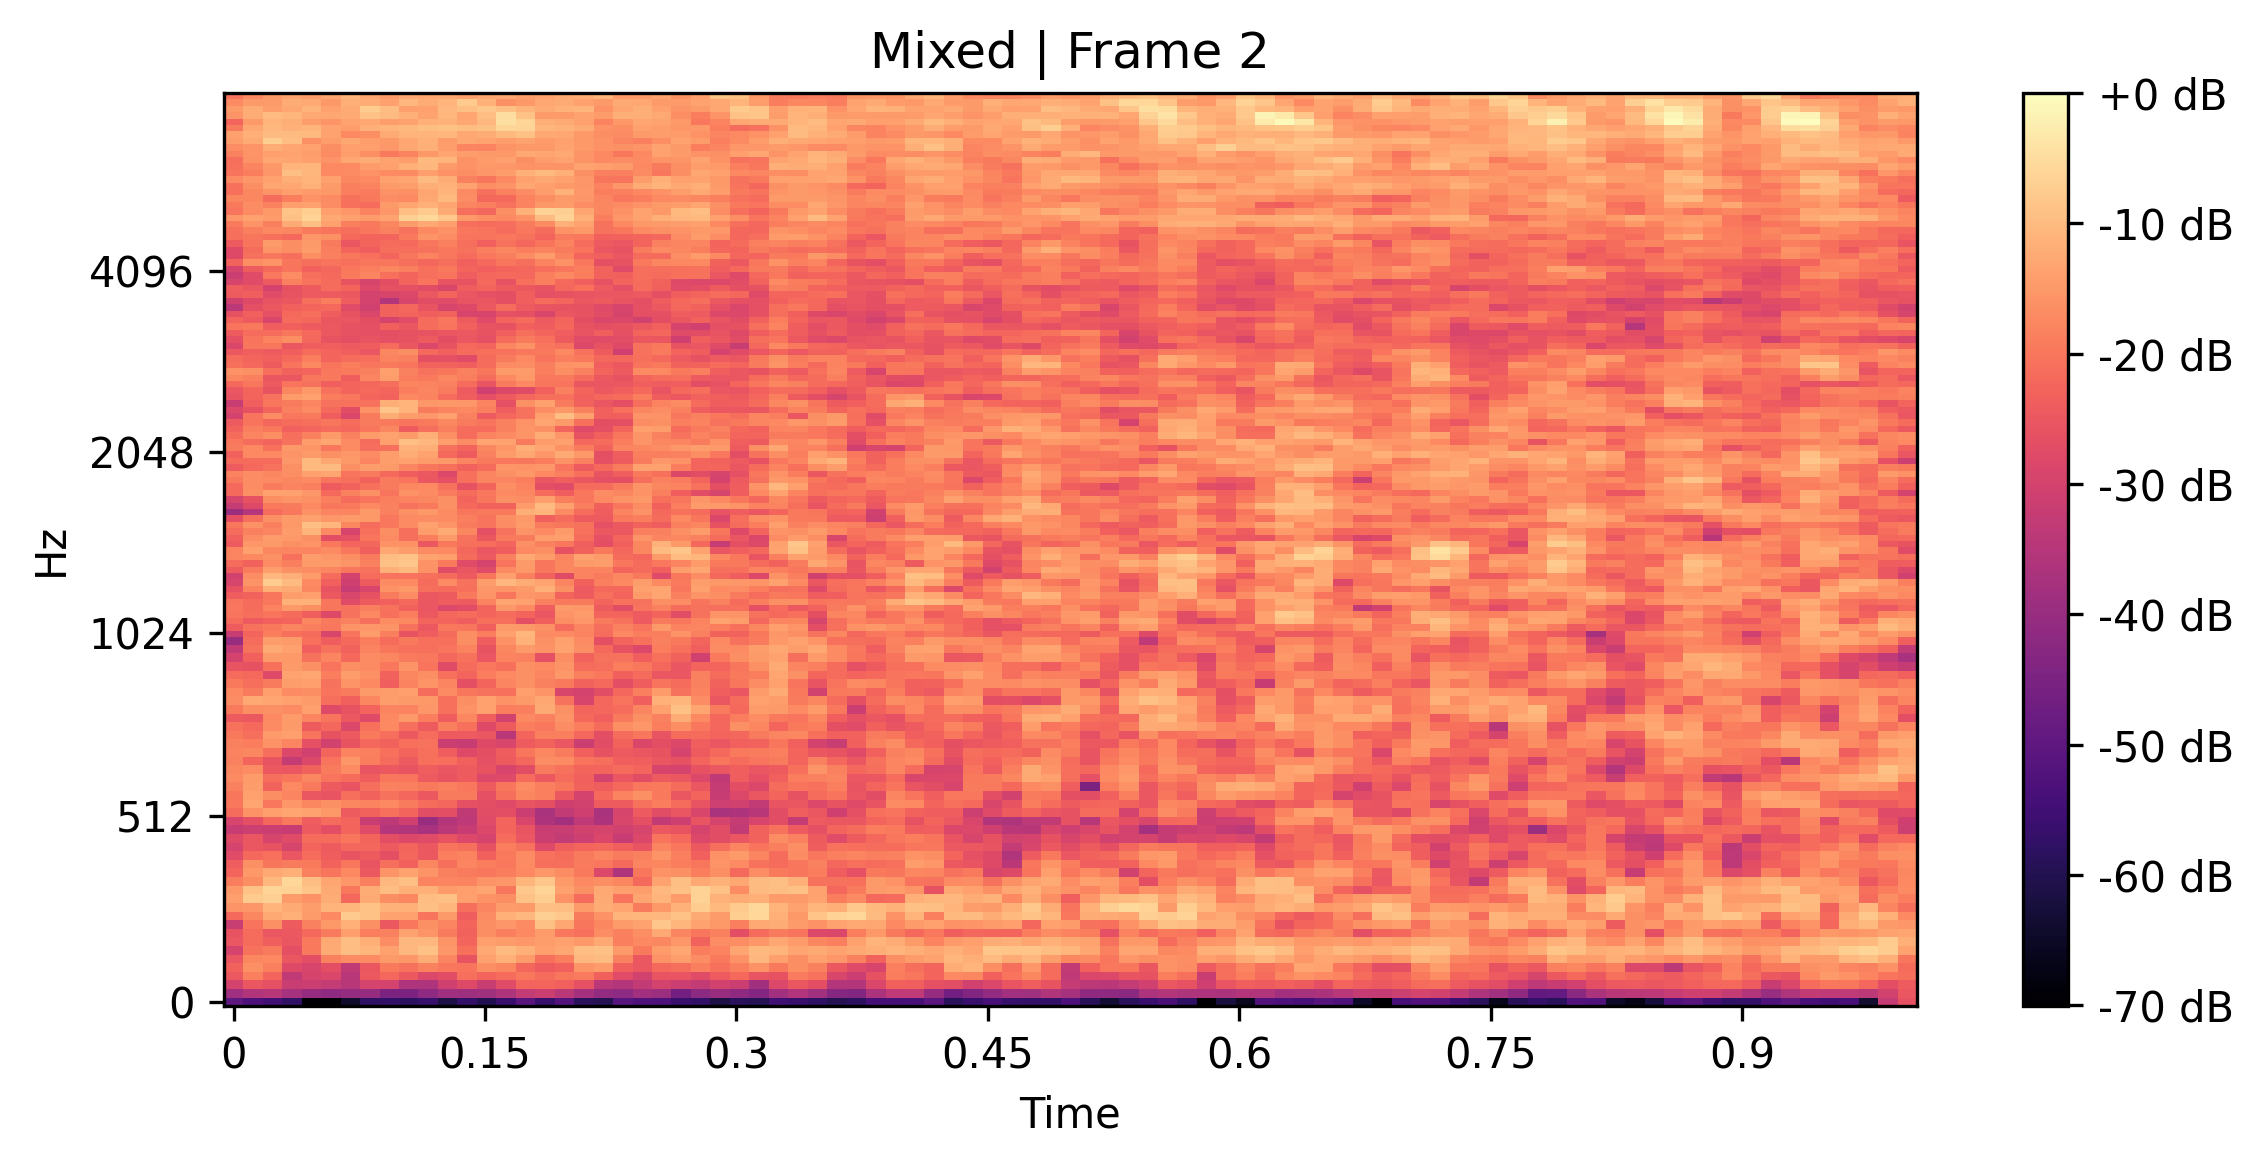 Mixed | Frame 2
+0 dB
-10 dB
-20 dB
-30 dB
-40 dB
-50 dB
-60 dB
-70 dB
4096
2048
1024
512
0
Hz
0 0.15 0.3 0.45 0.6 0.75 0.9
Time